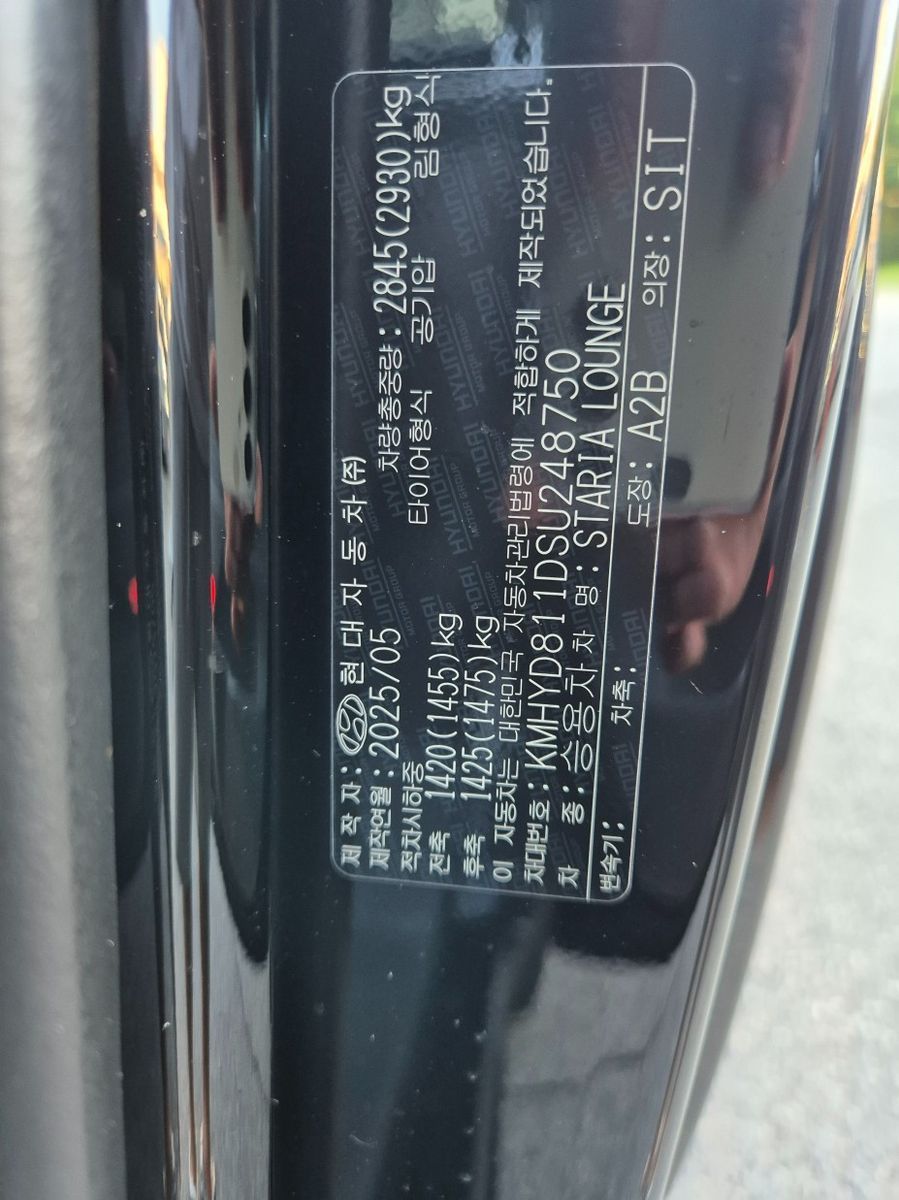 제 작 자 : 현 대 자 동 차 (주)
제작연월 : 2025/05 차량총중량 : 2845(2930)kg
적차시하중 타이어형식 공기압 림형식
전축 1420(1455)kg
후축 1425(1475)kg
이 자동차는 대한민국 자동차관리법령에 적합하게 제작되었습니다.
차대번호 : KMHYD811DSU248750
차 종 : 승용차 차 명 : STARIA LOUNGE
변속기 : 차축 : 도장 : A2B 의장 : SIT
HYUNDAI
MOTOR GROUP